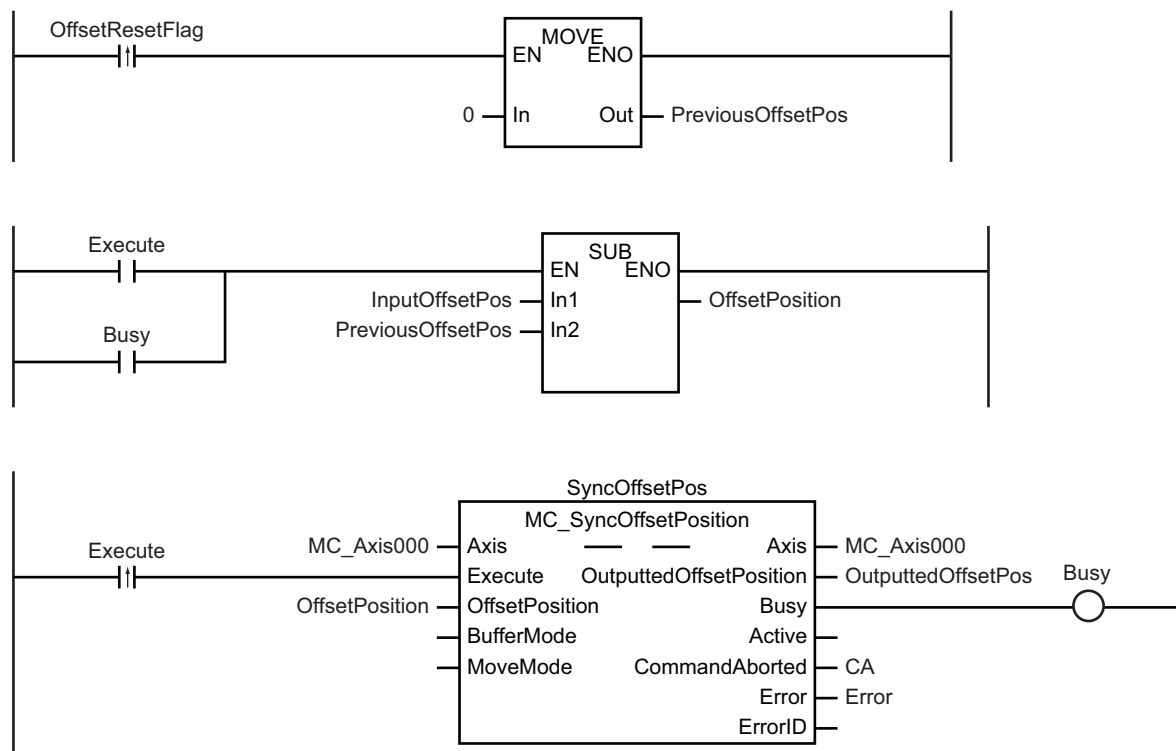 OffsetResetFlag
MOVE
EN ENO
0 In Out PreviousOffsetPos
Execute
SUB
EN ENO
InputOffsetPos In1 OffsetPosition
PreviousOffsetPos In2
Busy
SyncOffsetPos
MC_SyncOffsetPosition
MC_Axis000 Axis Axis MC_Axis000
Execute
Execute OutputtedOffsetPosition OutputtedOffsetPos Busy
OffsetPosition OffsetPosition Busy
BufferMode Active
MoveMode CommandAborted CA
Error Error
ErrorID